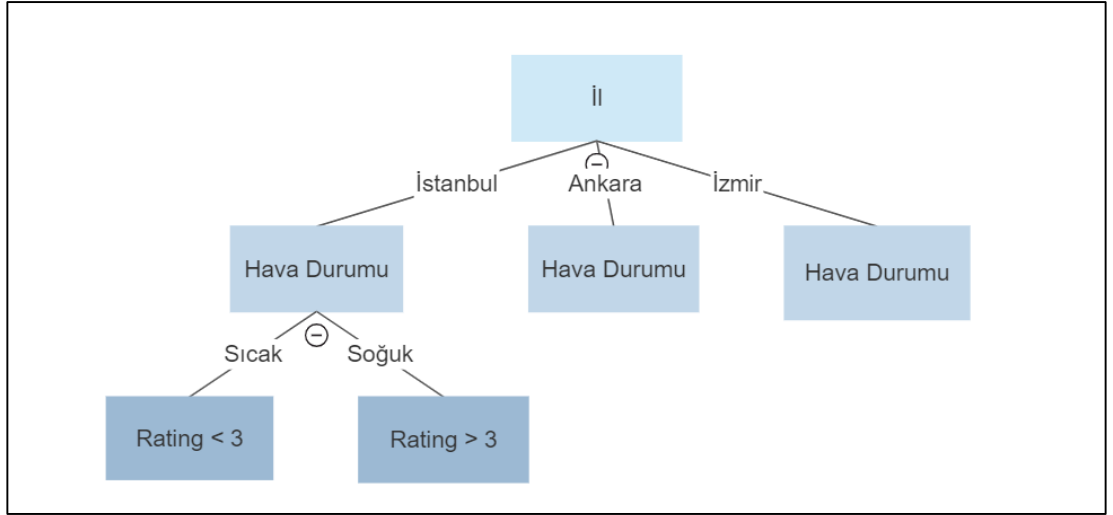 İl
İstanbul
Ankara
İzmir
Hava Durumu
Hava Durumu
Hava Durumu
Sıcak
Soğuk
Rating < 3
Rating > 3